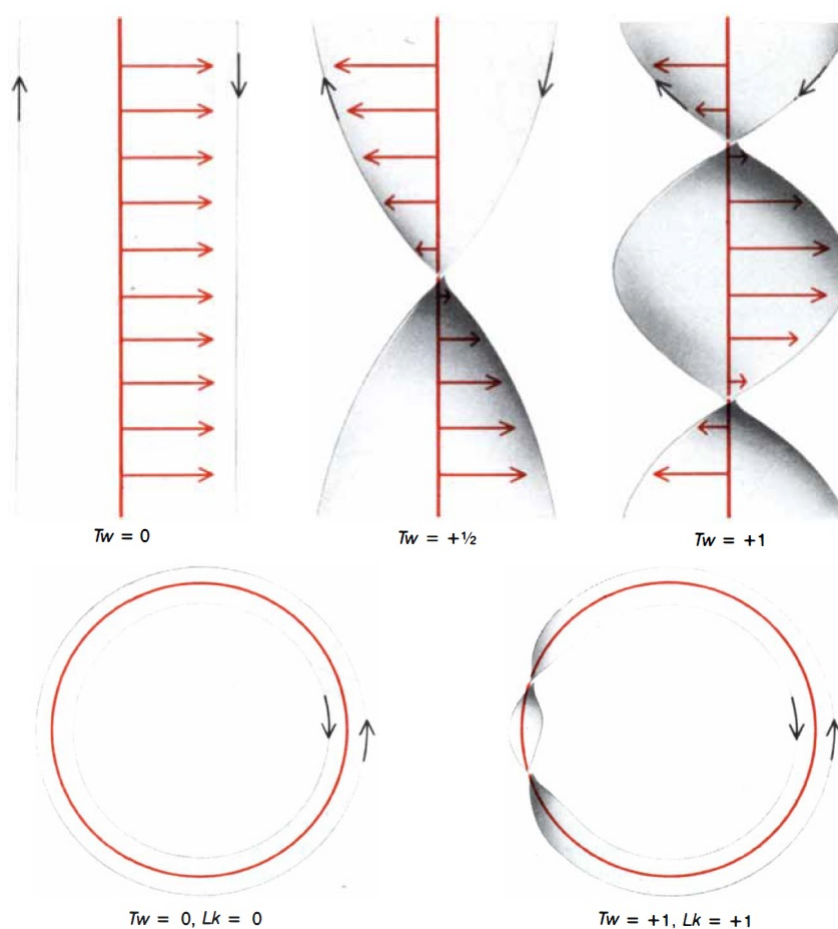 Tw = 0
Tw = +½
Tw = +1
Tw = 0, Lk = 0
Tw = +1, Lk = +1